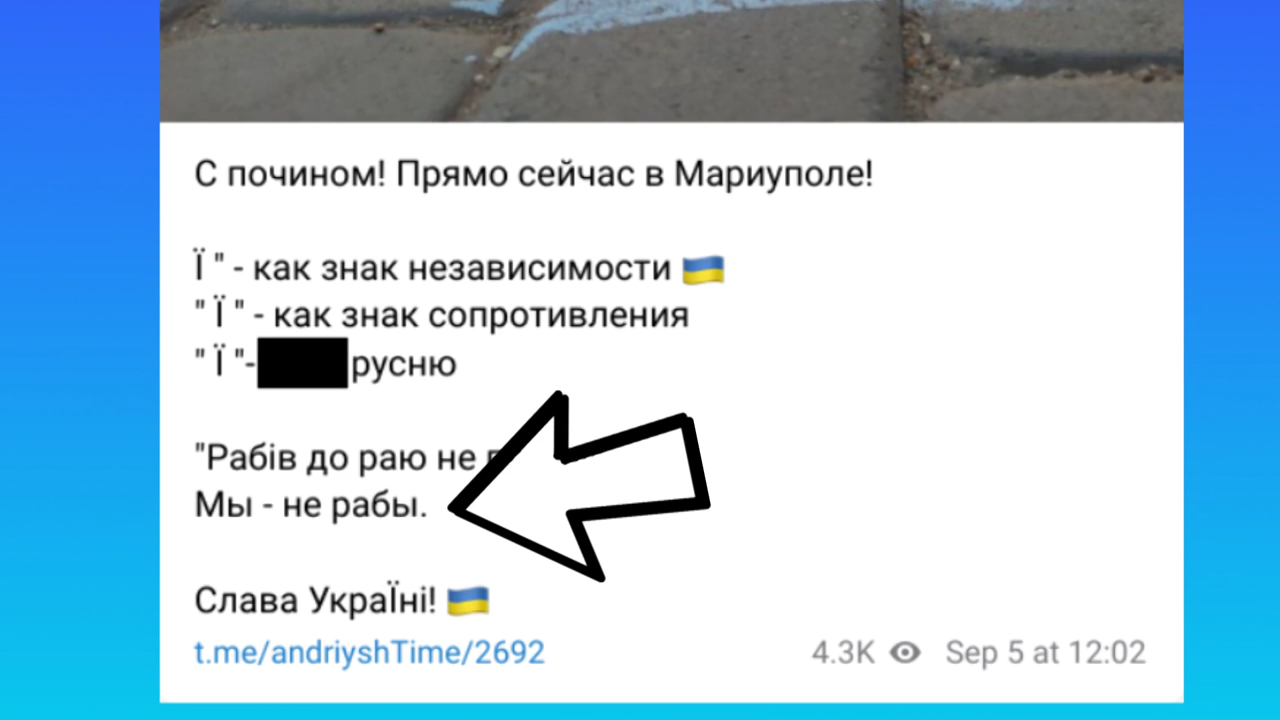 С почином! Прямо сейчас в Мариуполе!
Ї " - как знак независимости
" Ї " - как знак сопротивления
" Ї "- русню
"Рабів до раю не
Мы - не рабы.
Слава УкраЇні!
t.me/andriyshTime/2692
4.3K Sep 5 at 12:02